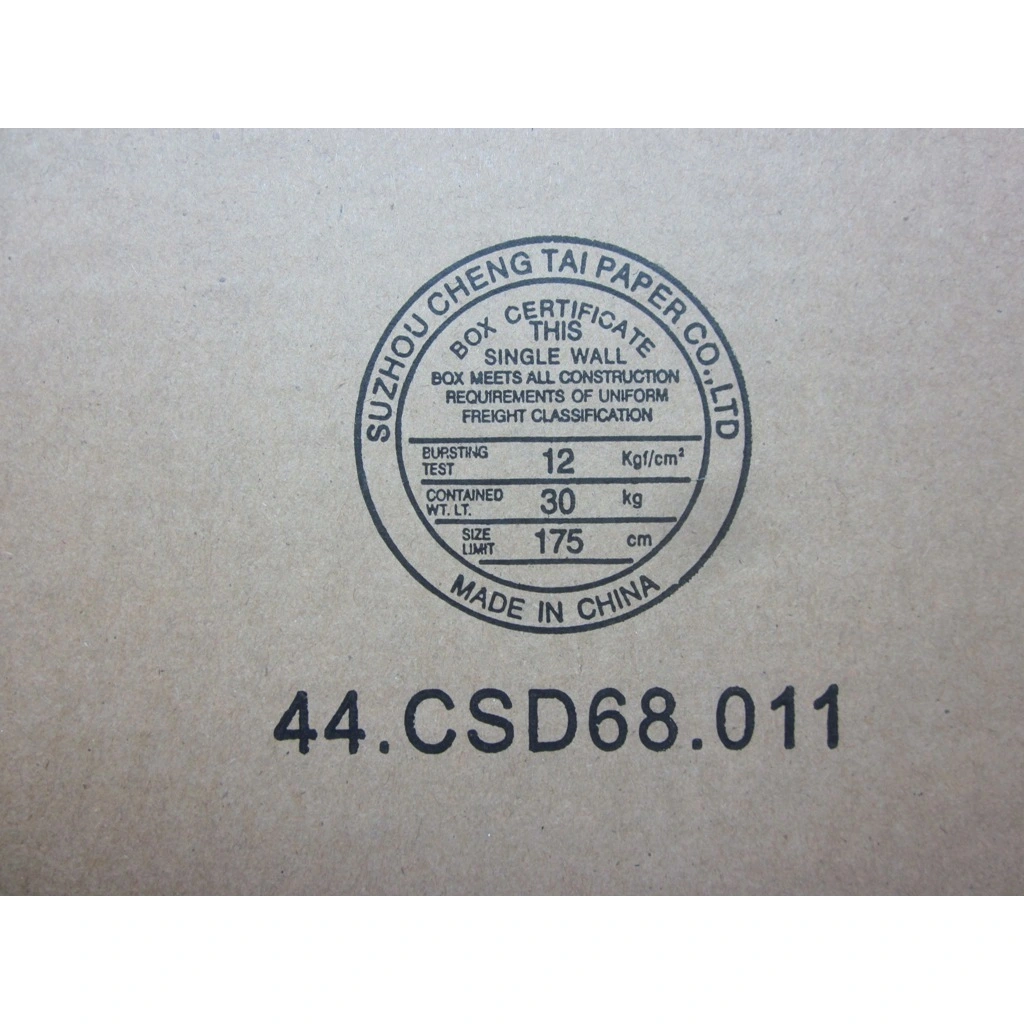 SUZHOU CHENG TAI PAPER CO.,LTD
BOX CERTIFICATE
THIS
SINGLE WALL
BOX MEETS ALL CONSTRUCTION
REQUIREMENTS OF UNIFORM
FREIGHT CLASSIFICATION
BURSTING TEST 12 Kgf/cm²
CONTAINED WT. LT. 30 kg
SIZE LIMIT 175 cm
MADE IN CHINA
44.CSD68.011